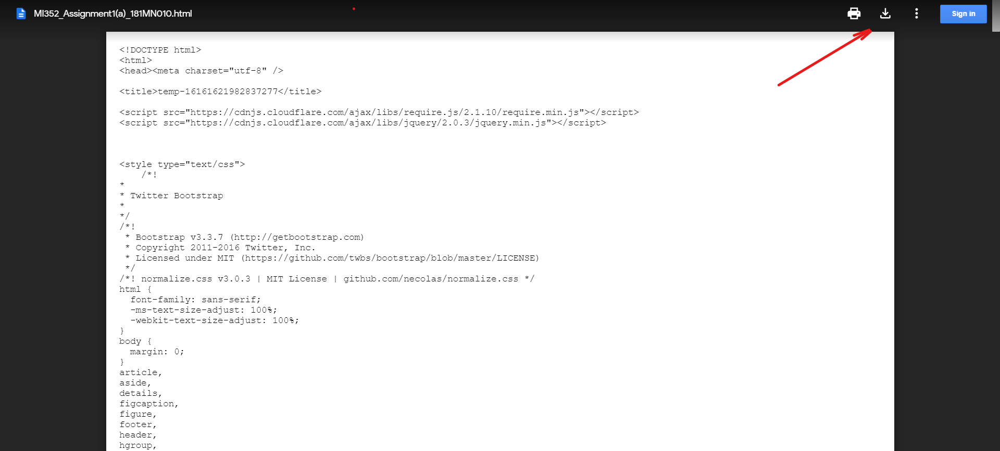 MI352_Assignment1(a)_181MN010.html
Sign in
<!DOCTYPE html>
<html>
<head><meta charset="utf-8" />
<title>temp-16161621982837277</title>
<script src="https://cdnjs.cloudflare.com/ajax/libs/require.js/2.1.10/require.min.js"></script>
<script src="https://cdnjs.cloudflare.com/ajax/libs/jquery/2.0.3/jquery.min.js"></script>
<style type="text/css">
    /*!
*
* Twitter Bootstrap
*
*/
/*!
 * Bootstrap v3.3.7 (http://getbootstrap.com)
 * Copyright 2011-2016 Twitter, Inc.
 * Licensed under MIT (https://github.com/twbs/bootstrap/blob/master/LICENSE)
 */
/*! normalize.css v3.0.3 | MIT License | github.com/necolas/normalize.css */
html {
  font-family: sans-serif;
  -ms-text-size-adjust: 100%;
  -webkit-text-size-adjust: 100%;
}
body {
  margin: 0;
}
article,
aside,
details,
figcaption,
figure,
footer,
header,
hgroup,